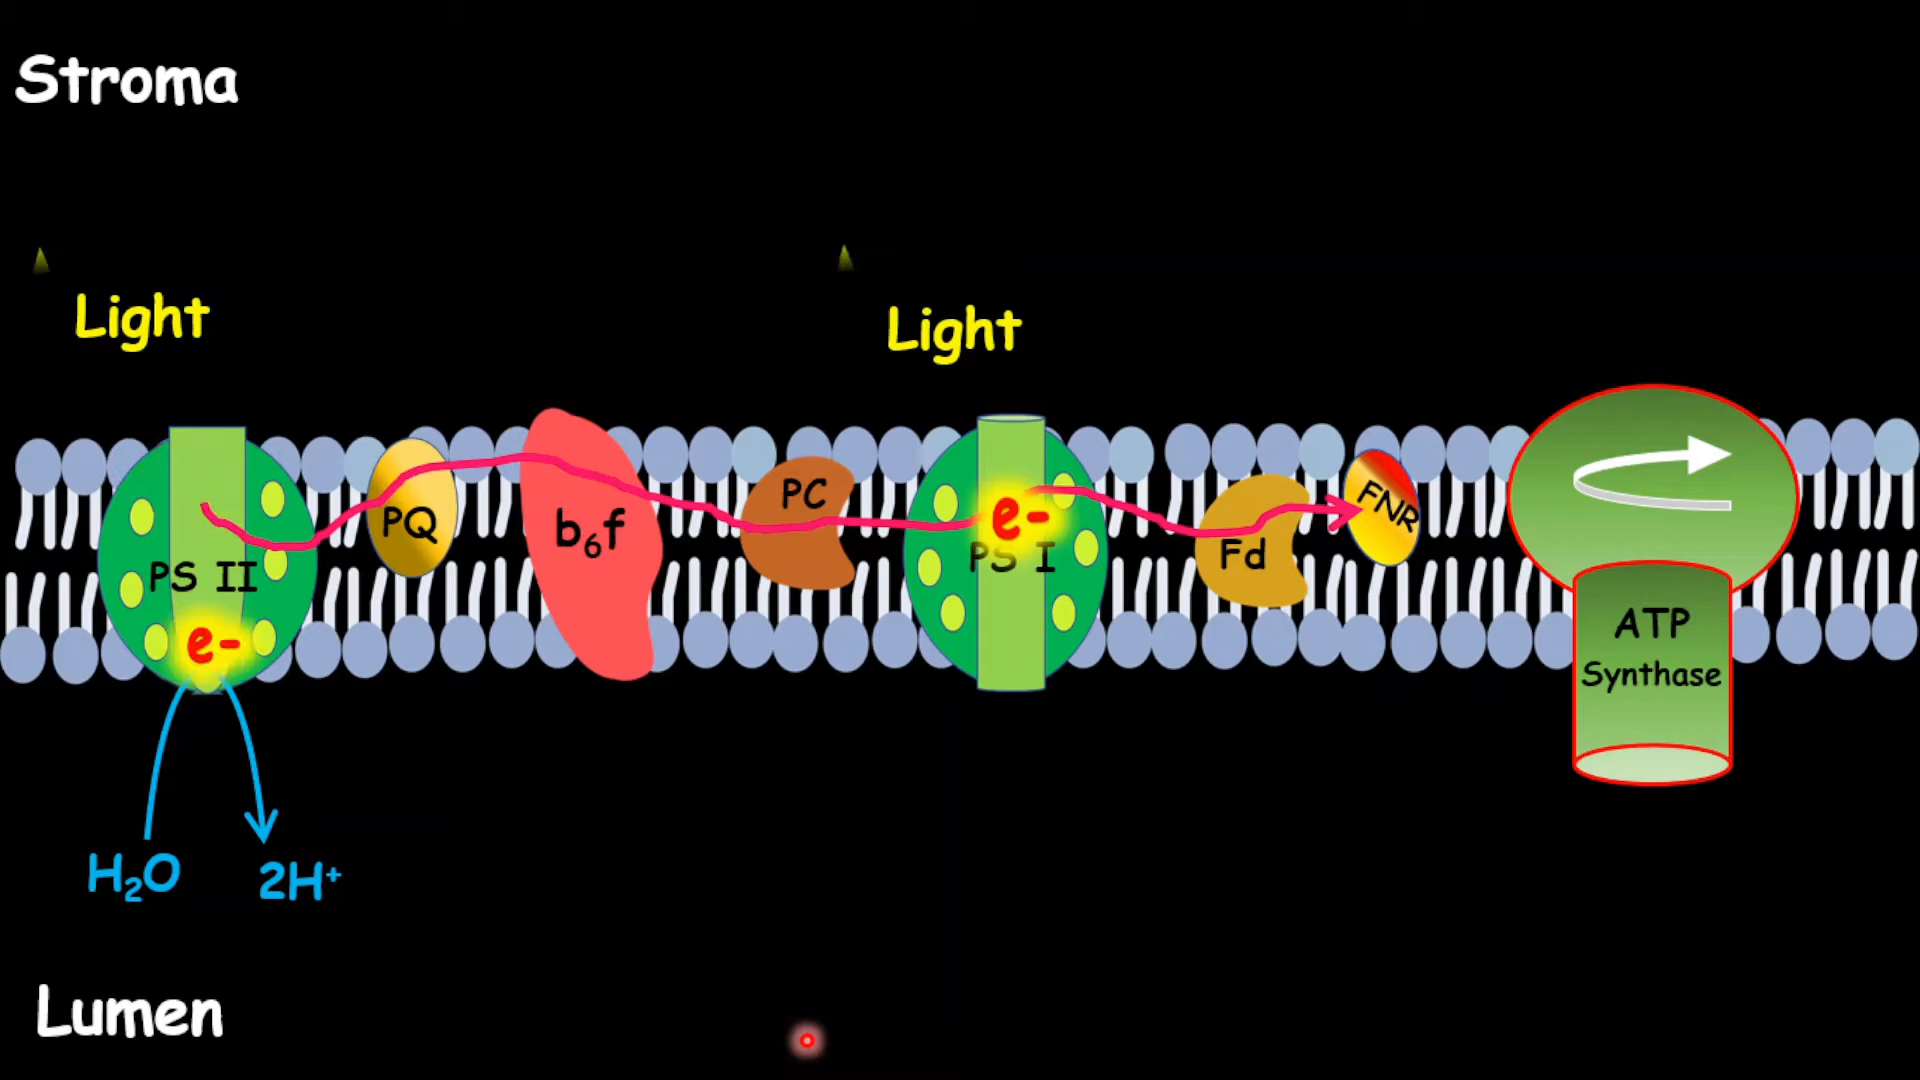 Stroma
Light
Light
PS II
e-
PQ
b₆f
PC
e-
PS I
Fd
FNR
ATP
Synthase
H₂O
2H⁺
Lumen